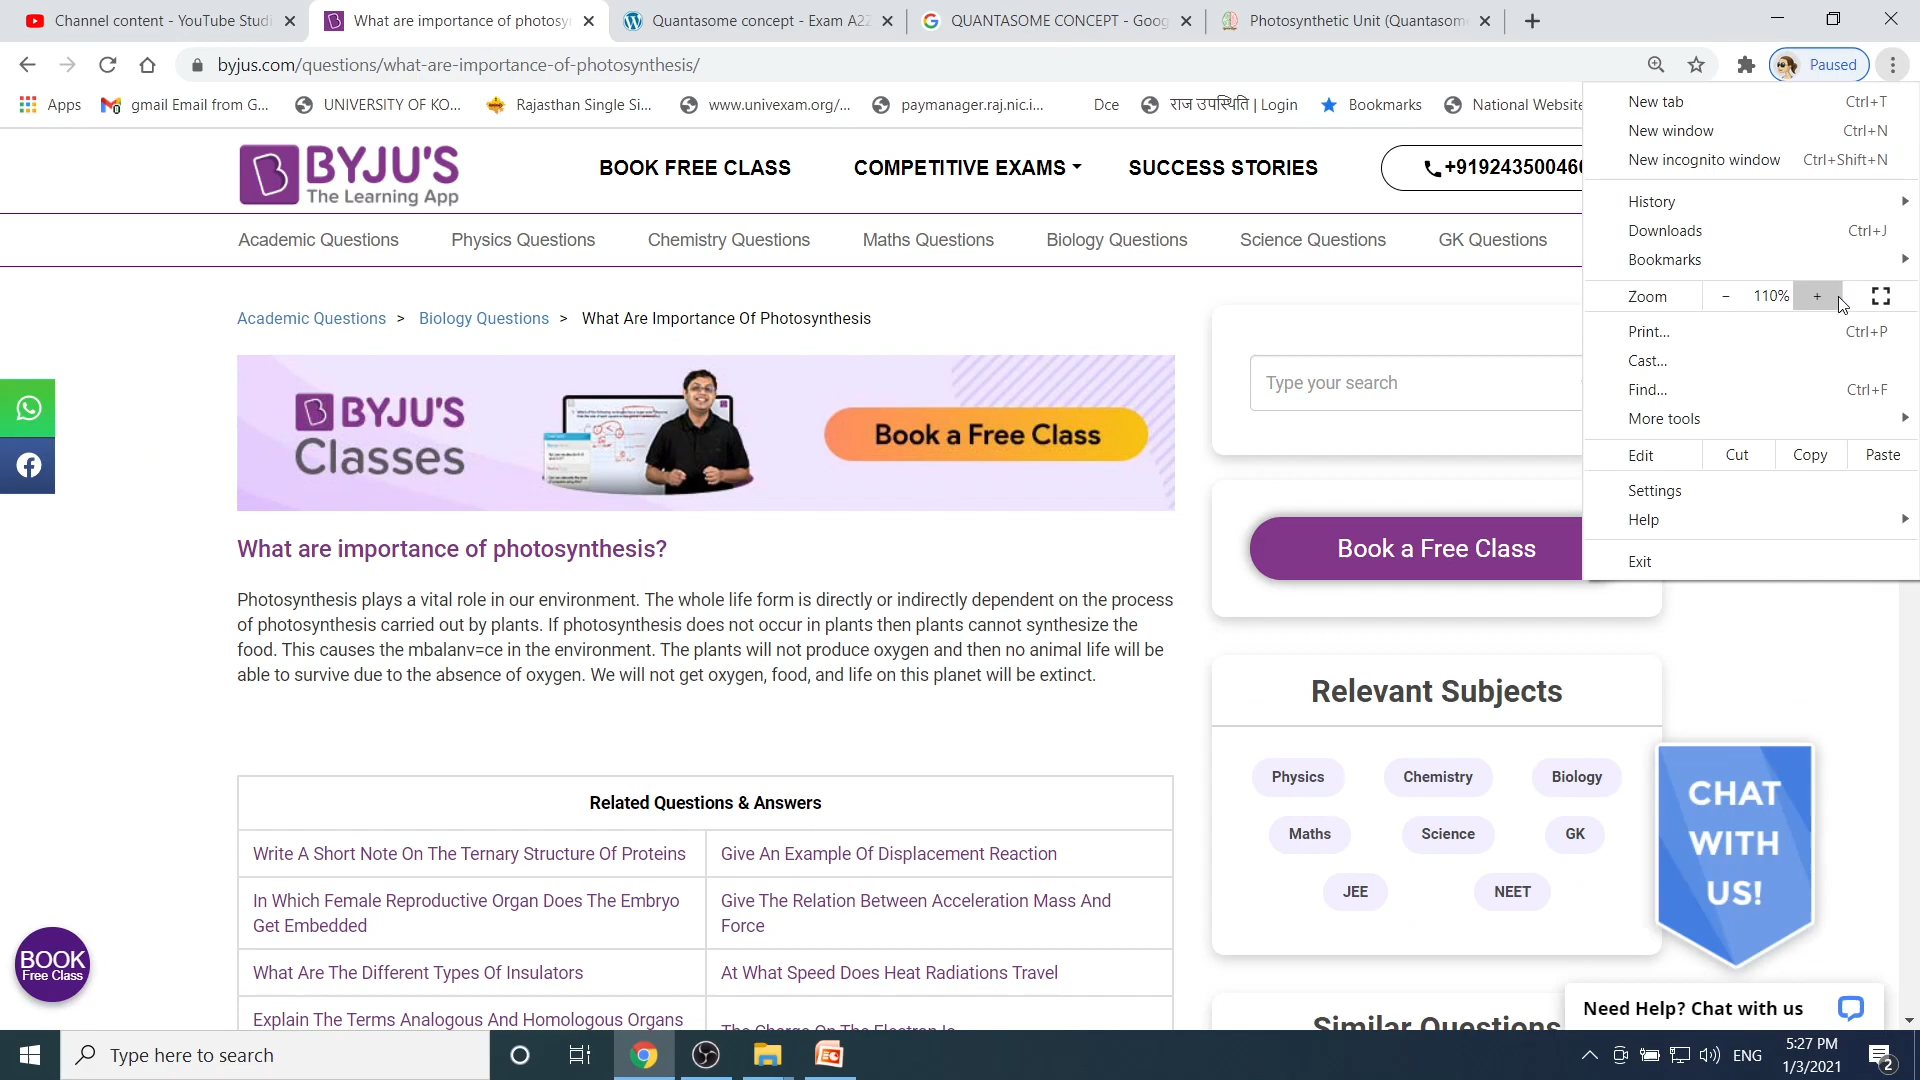 Channel content - YouTube Studi
What are importance of photosy
Quantasome concept - Exam A2Z
QUANTASOME CONCEPT - Goog
Photosynthetic Unit (Quantasome
byjus.com/questions/what-are-importance-of-photosynthesis/
Paused
Apps
gmail Email from G...
UNIVERSITY OF KO...
Rajasthan Single Si...
www.univexam.org/...
paymanager.raj.nic.i...
Dce
राज उपस्थिति | Login
Bookmarks
National Website
New tab Ctrl+T
New window Ctrl+N
New incognito window Ctrl+Shift+N
History
Downloads Ctrl+J
Bookmarks
Zoom - 110% +
Print... Ctrl+P
Cast...
Find... Ctrl+F
More tools
Edit Cut Copy Paste
Settings
Help
Exit
BYJU'S
The Learning App
BOOK FREE CLASS
COMPETITIVE EXAMS
SUCCESS STORIES
+91924350046
Academic Questions
Physics Questions
Chemistry Questions
Maths Questions
Biology Questions
Science Questions
GK Questions
Academic Questions > Biology Questions > What Are Importance Of Photosynthesis
BYJU'S
Classes
Book a Free Class
Type your search
Book a Free Class
What are importance of photosynthesis?
Photosynthesis plays a vital role in our environment. The whole life form is directly or indirectly dependent on the process
of photosynthesis carried out by plants. If photosynthesis does not occur in plants then plants cannot synthesize the
food. This causes the mbalanv=ce in the environment. The plants will not produce oxygen and then no animal life will be
able to survive due to the absence of oxygen. We will not get oxygen, food, and life on this planet will be extinct.
Related Questions & Answers
Write A Short Note On The Ternary Structure Of Proteins
Give An Example Of Displacement Reaction
In Which Female Reproductive Organ Does The Embryo
Get Embedded
Give The Relation Between Acceleration Mass And
Force
What Are The Different Types Of Insulators
At What Speed Does Heat Radiations Travel
Explain The Terms Analogous And Homologous Organs
The Charge On The Electron Is
Relevant Subjects
Physics Chemistry Biology
Maths Science GK
JEE NEET
Similar Questions
CHAT
WITH
US!
Need Help? Chat with us
BOOK
Free Class
Type here to search
ENG
5:27 PM
1/3/2021
2